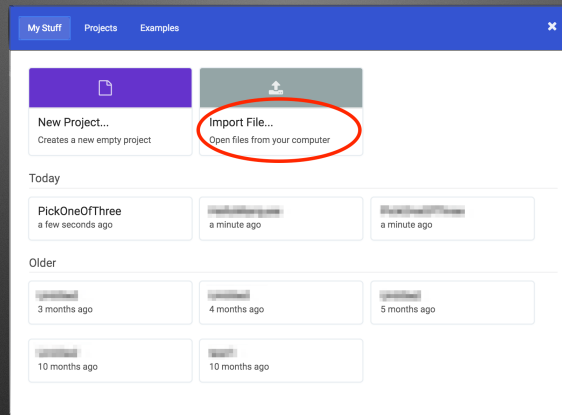 My Stuff Projects Examples
New Project...
Creates a new empty project
Import File...
Open files from your computer
Today
PickOneOfThree
a few seconds ago
a minute ago
a minute ago
Older
3 months ago
4 months ago
5 months ago
10 months ago
10 months ago